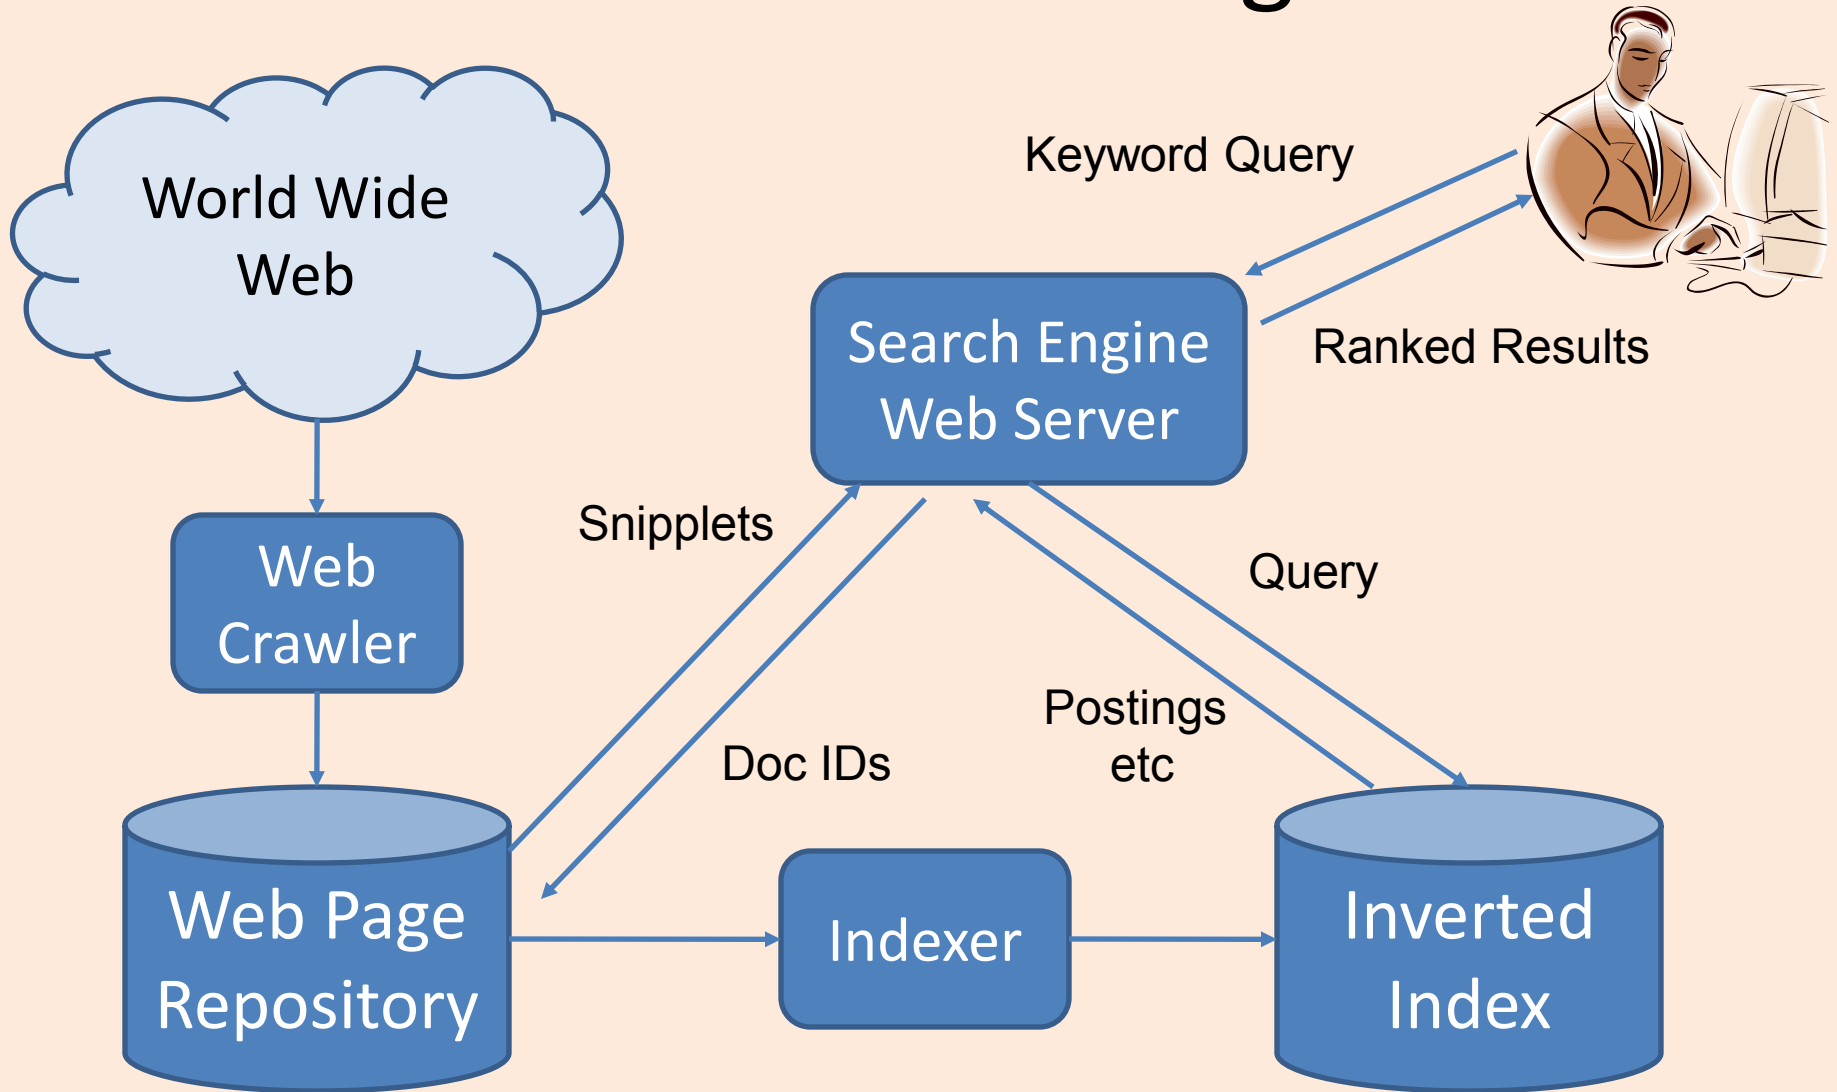 World Wide
Web
Keyword Query
Search Engine
Web Server
Ranked Results
Web
Crawler
Snipplets
Query
Postings
etc
Doc IDs
Web Page
Repository
Indexer
Inverted
Index